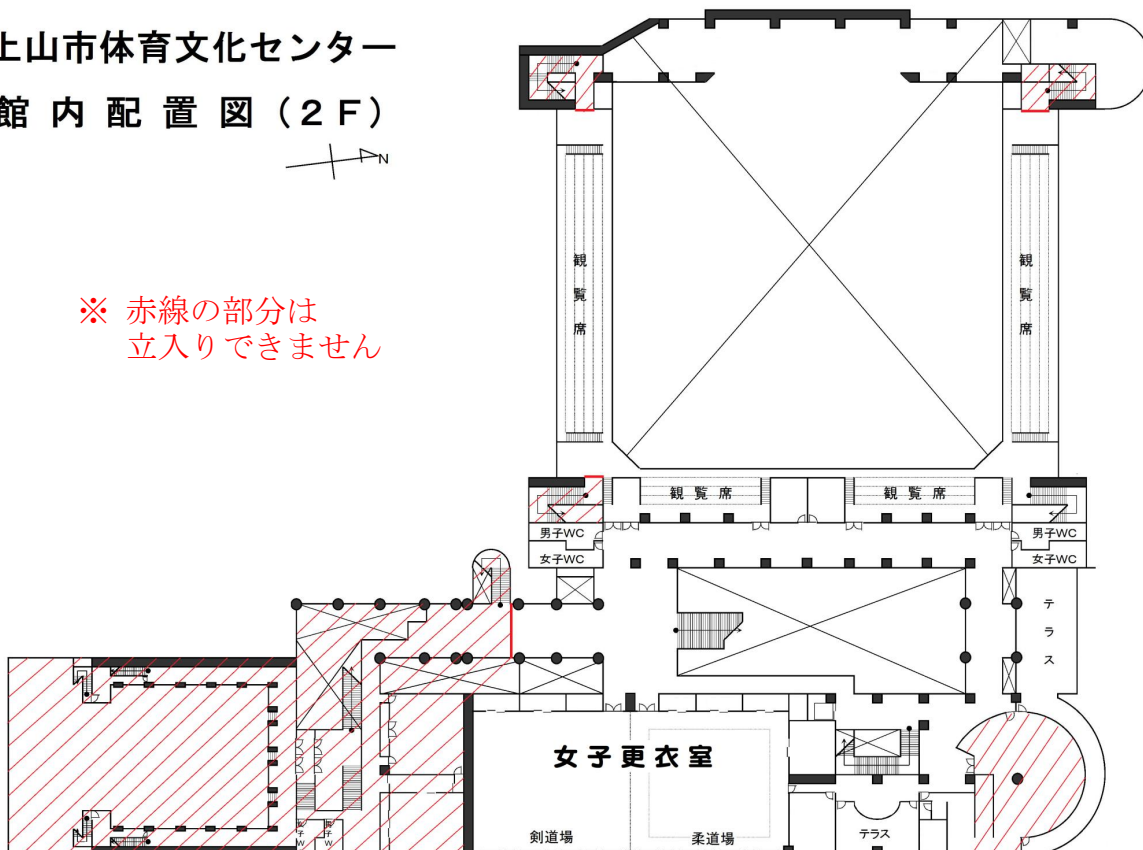 上山市体育文化センター
館内配置図(2F)
N
※ 赤線の部分は
立入りできません
観覧席
観覧席
観覧席
観覧席
男子WC
男子WC
女子WC
女子WC
テラス
女子更衣室
剣道場
柔道場
テラス